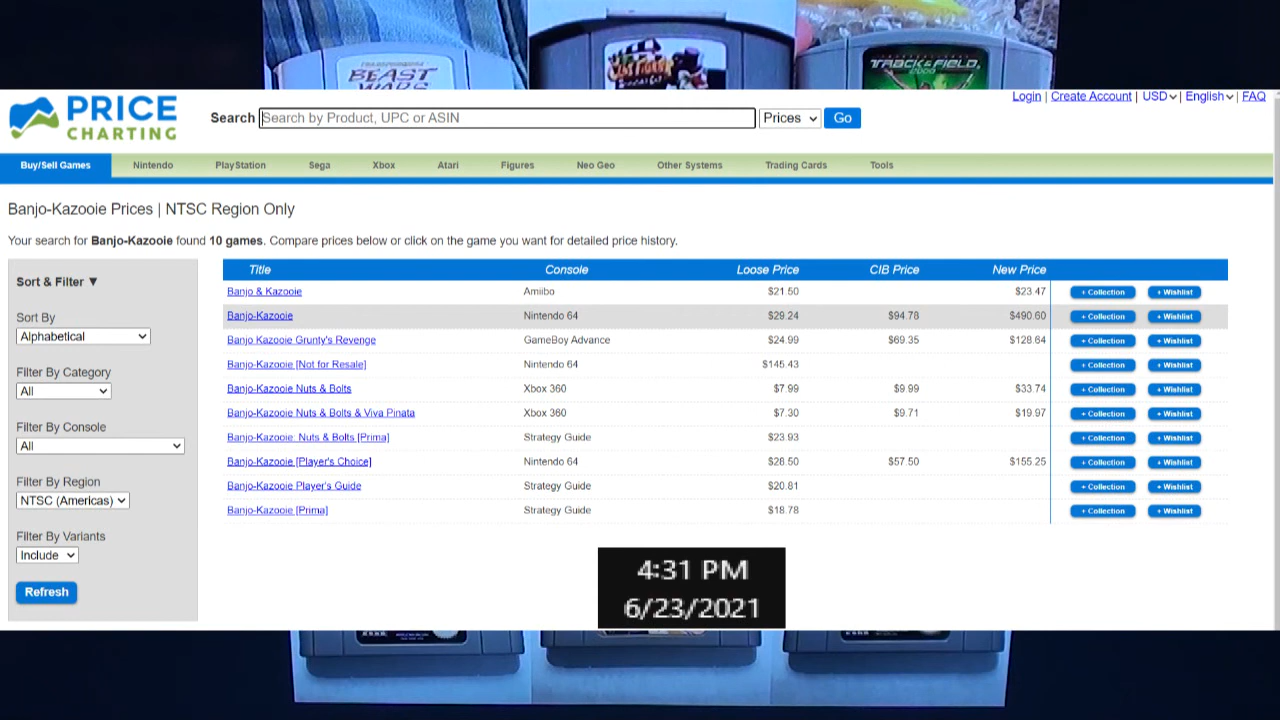 BEAST
WARS
TRACK & FIELD
2000
PRICE
CHARTING
Search Search by Product, UPC or ASIN Prices Go
Login | Create Account | USD | English | FAQ
Buy/Sell Games Nintendo PlayStation Sega Xbox Atari Figures Neo Geo Other Systems Trading Cards Tools
Banjo-Kazooie Prices | NTSC Region Only
Your search for Banjo-Kazooie found 10 games. Compare prices below or click on the game you want for detailed price history.
Sort & Filter ▼
Sort By
Alphabetical
Filter By Category
All
Filter By Console
All
Filter By Region
NTSC (Americas)
Filter By Variants
Include
Refresh
Title Console Loose Price CIB Price New Price
Banjo & Kazooie Amiibo $21.50 $23.47 + Collection + Wishlist
Banjo-Kazooie Nintendo 64 $29.24 $94.78 $490.60 + Collection + Wishlist
Banjo Kazooie Grunty's Revenge GameBoy Advance $24.99 $69.35 $128.64 + Collection + Wishlist
Banjo-Kazooie [Not for Resale] Nintendo 64 $145.43 + Collection + Wishlist
Banjo-Kazooie Nuts & Bolts Xbox 360 $7.99 $9.99 $33.74 + Collection + Wishlist
Banjo-Kazooie Nuts & Bolts & Viva Pinata Xbox 360 $7.30 $9.71 $19.97 + Collection + Wishlist
Banjo-Kazooie: Nuts & Bolts [Prima] Strategy Guide $23.93 + Collection + Wishlist
Banjo-Kazooie [Player's Choice] Nintendo 64 $26.50 $57.50 $155.25 + Collection + Wishlist
Banjo-Kazooie Player's Guide Strategy Guide $20.81 + Collection + Wishlist
Banjo-Kazooie [Prima] Strategy Guide $18.78 + Collection + Wishlist
4:31 PM
6/23/2021